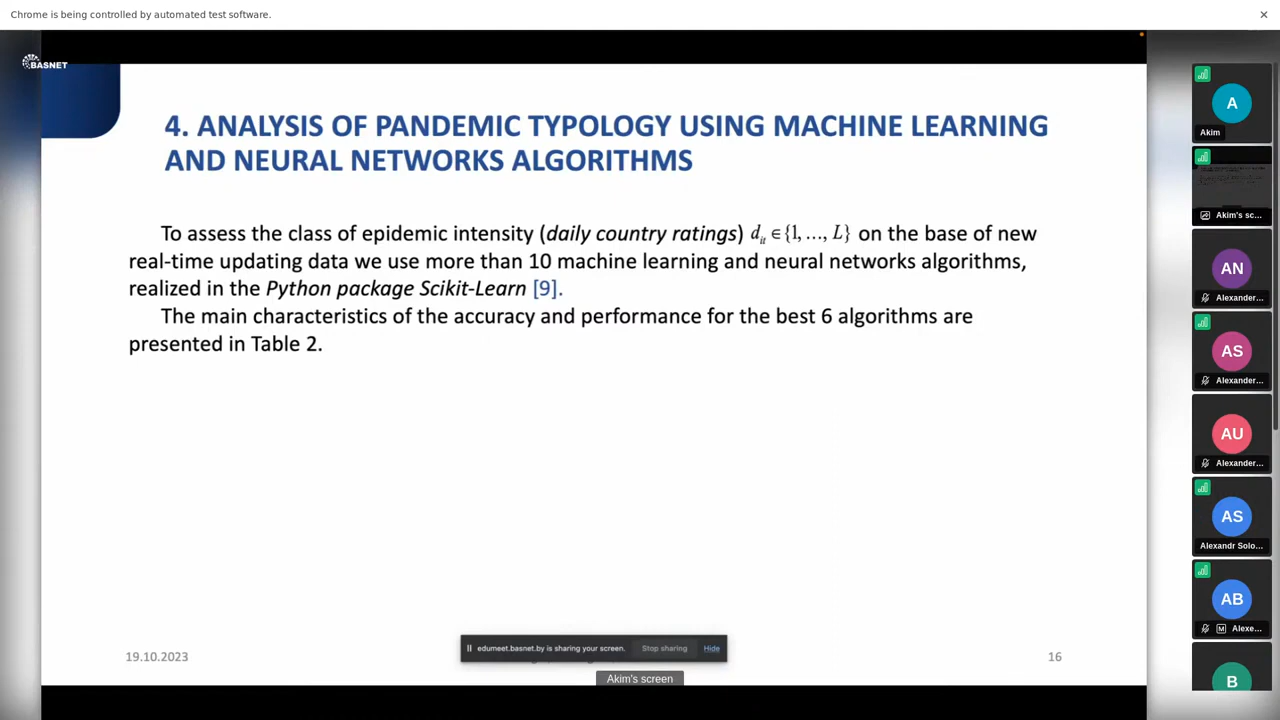 Chrome is being controlled by automated test software.
BASNET
4. ANALYSIS OF PANDEMIC TYPOLOGY USING MACHINE LEARNING
AND NEURAL NETWORKS ALGORITHMS
To assess the class of epidemic intensity (daily country ratings) d_it ∈ {1, ..., L} on the base of new
real-time updating data we use more than 10 machine learning and neural networks algorithms,
realized in the Python package Scikit-Learn [9].
The main characteristics of the accuracy and performance for the best 6 algorithms are
presented in Table 2.
19.10.2023
edumeet.basnet.by is sharing your screen.
Stop sharing
Hide
16
Akim's screen
A
Akim
Akim's sc...
AN
Alexander...
AS
Alexander...
AU
Alexander...
AS
Alexandr Solo...
AB
M
Alexe...
B